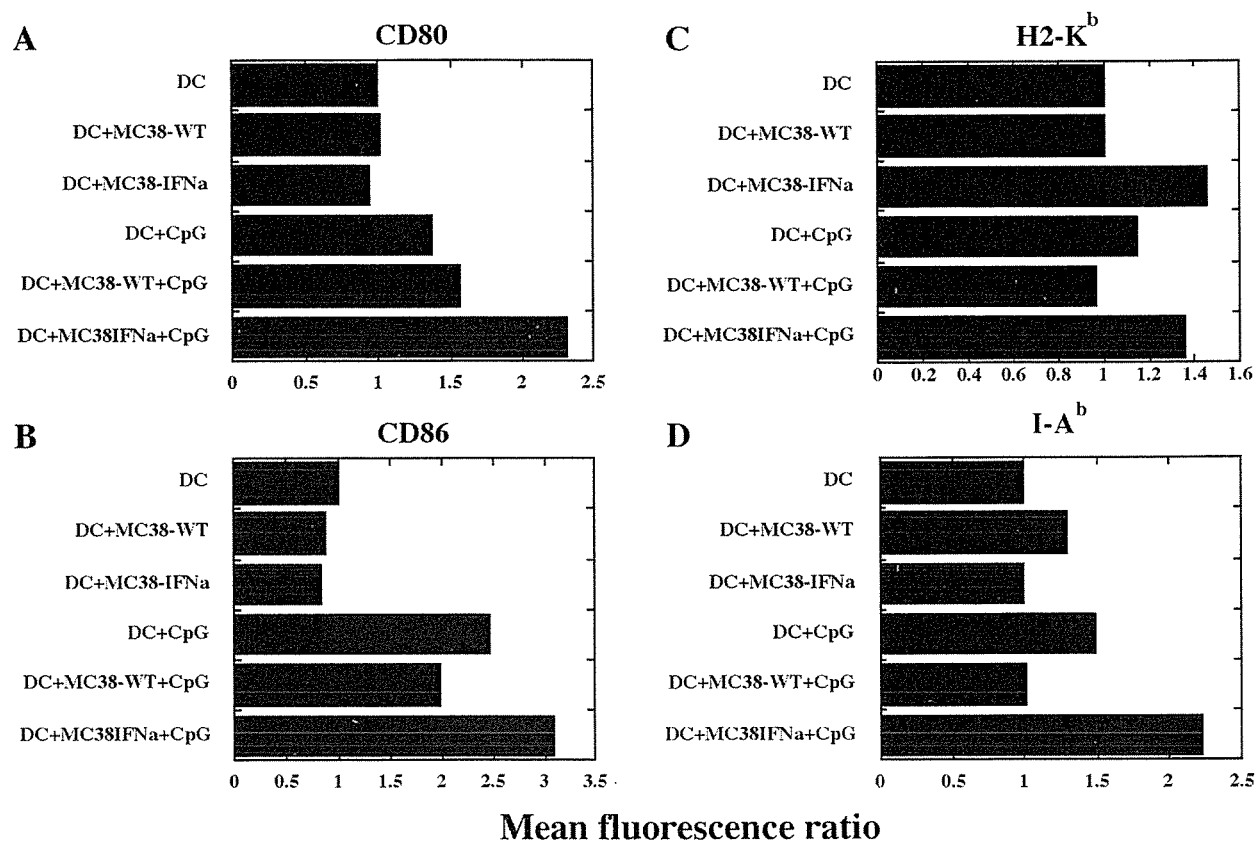 A
CD80
DC
DC+MC38-WT
DC+MC38-IFNa
DC+CpG
DC+MC38-WT+CpG
DC+MC38IFNa+CpG
0 0.5 1 1.5 2 2.5
C
H2-K^b
DC
DC+MC38-WT
DC+MC38-IFNa
DC+CpG
DC+MC38-WT+CpG
DC+MC38IFNa+CpG
0 0.2 0.4 0.6 0.8 1 1.2 1.4 1.6
B
CD86
DC
DC+MC38-WT
DC+MC38-IFNa
DC+CpG
DC+MC38-WT+CpG
DC+MC38IFNa+CpG
0 0.5 1 1.5 2 2.5 3 3.5
D
I-A^b
DC
DC+MC38-WT
DC+MC38-IFNa
DC+CpG
DC+MC38-WT+CpG
DC+MC38IFNa+CpG
0 0.5 1 1.5 2 2.5
Mean fluorescence ratio